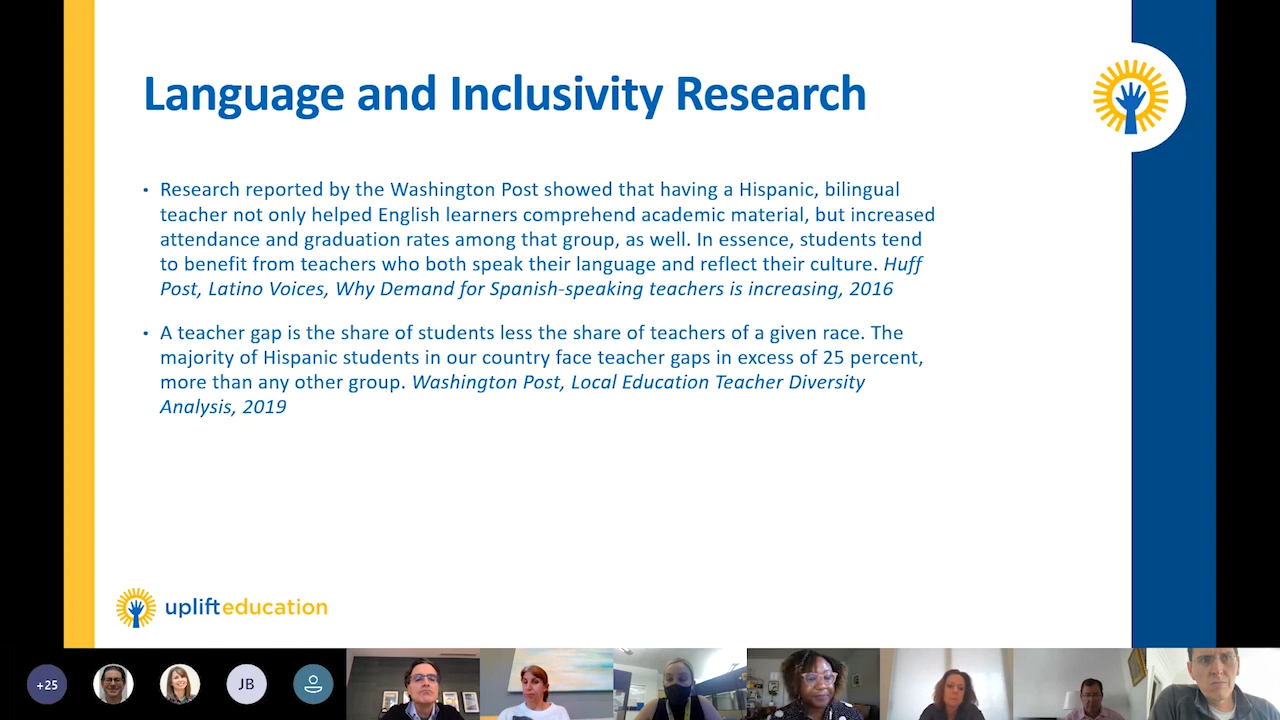 Language and Inclusivity Research
• Research reported by the Washington Post showed that having a Hispanic, bilingual
teacher not only helped English learners comprehend academic material, but increased
attendance and graduation rates among that group, as well. In essence, students tend
to benefit from teachers who both speak their language and reflect their culture. Huff
Post, Latino Voices, Why Demand for Spanish-speaking teachers is increasing, 2016
• A teacher gap is the share of students less the share of teachers of a given race. The
majority of Hispanic students in our country face teacher gaps in excess of 25 percent,
more than any other group. Washington Post, Local Education Teacher Diversity
Analysis, 2019
uplifteducation
+25
JB